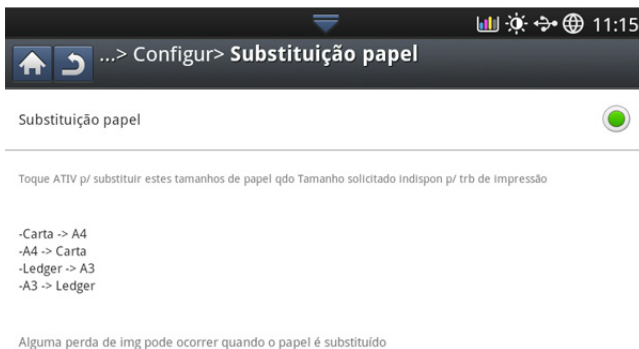 11:15
...> Configur> Substituição papel
Substituição papel
Toque ATIV p/ substituir estes tamanhos de papel qdo Tamanho solicitado indispon p/ trb de impressão
-Carta -> A4
-A4 -> Carta
-Ledger -> A3
-A3 -> Ledger
Alguma perda de img pode ocorrer quando o papel é substituído